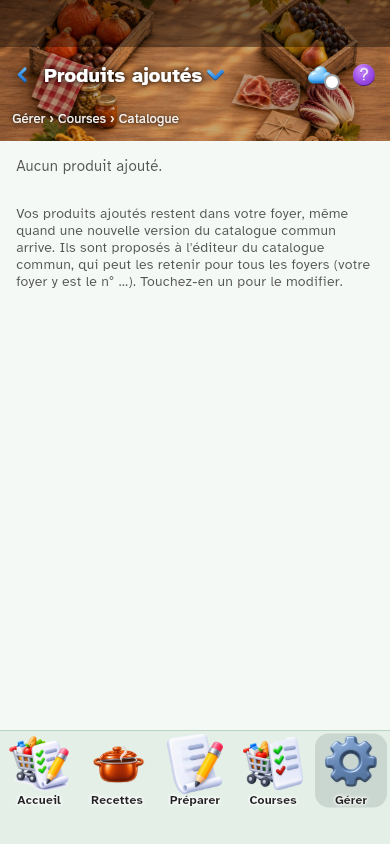 Produits ajoutés
?
Gérer › Courses › Catalogue
Aucun produit ajouté.
Vos produits ajoutés restent dans votre foyer, même
quand une nouvelle version du catalogue commun
arrive. Ils sont proposés à l'éditeur du catalogue
commun, qui peut les retenir pour tous les foyers (votre
foyer y est le n° …). Touchez-en un pour le modifier.
Accueil
Recettes
Préparer
Courses
Gérer